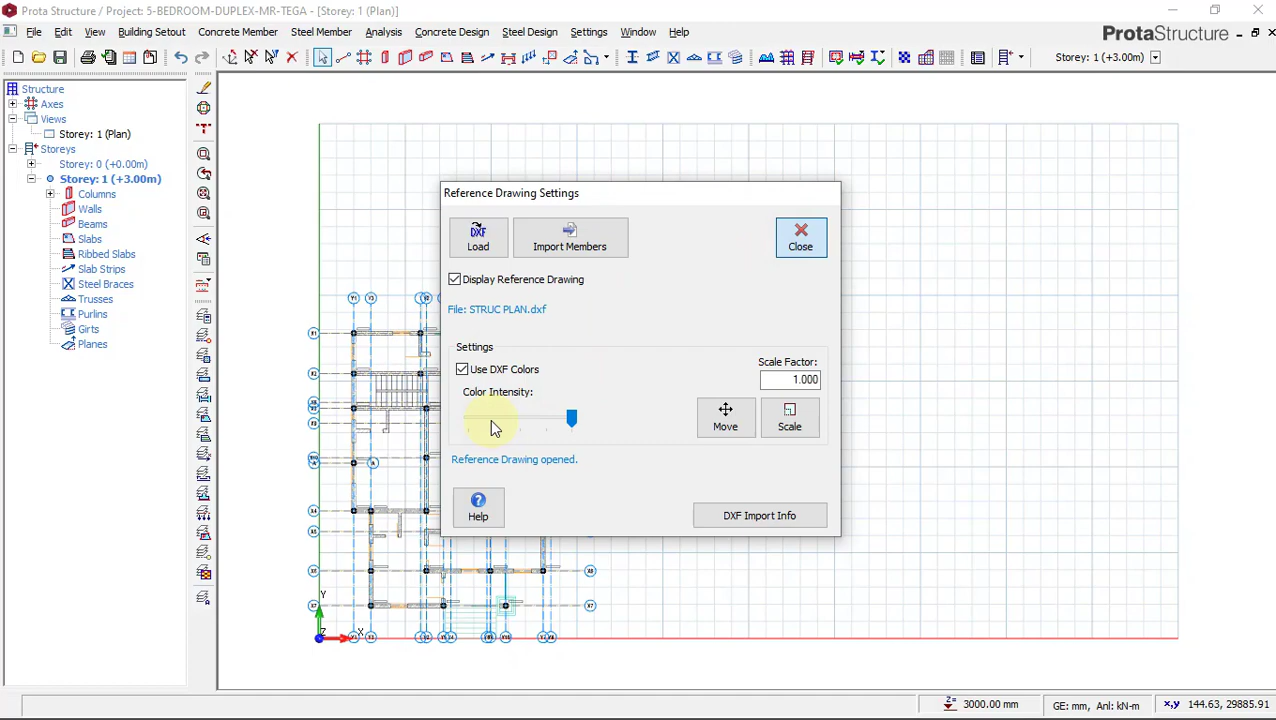 Prota Structure / Project: 5-BEDROOM-DUPLEX-MR-TEGA - [Storey: 1 (Plan)]
File Edit View Building Setout Concrete Member Steel Member Analysis Concrete Design Steel Design Settings Window Help
ProtaStructure
Storey: 1 (+3.00m)
Structure
Axes
Views
Storey: 1 (Plan)
Storeys
Storey: 0 (+0.00m)
Storey: 1 (+3.00m)
Columns
Walls
Beams
Slabs
Ribbed Slabs
Slab Strips
Steel Braces
Trusses
Purlins
Girts
Planes
Reference Drawing Settings
DXF
Load
Import Members
Close
Display Reference Drawing
File: STRUC PLAN.dxf
Settings
Use DXF Colors
Scale Factor:
1.000
Color Intensity:
Move
Scale
Reference Drawing opened.
Help
DXF Import Info
Y
Z X
Z= 3000.00 mm
GE: mm, Anl: kN-m
x,y 144.63, 29885.91